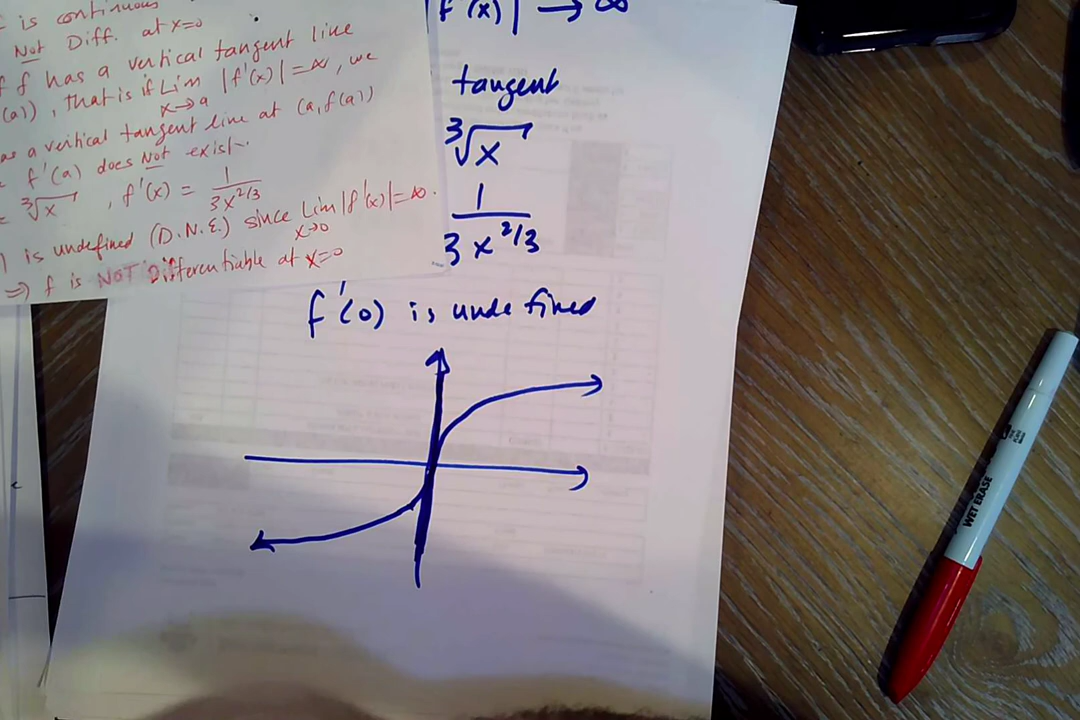 is continuous
Not Diff. at x=0
f f has a vertical tangent line
(a)), that is if Lim |f'(x)| = ∞, we
x→a
a vertical tangent line at (a, f(a))
f'(a) does Not exist.
= ∛x , f'(x) = 1/(3x^2/3)
is undefined (D.N.E.) since Lim |f'(x)| = ∞.
x→0
⇒ f is NOT Differentiable at x=0
|f'(x)| → ∞
tangent
∛x
1/(3x^2/3)
f'(0) is undefined
WET ERASE